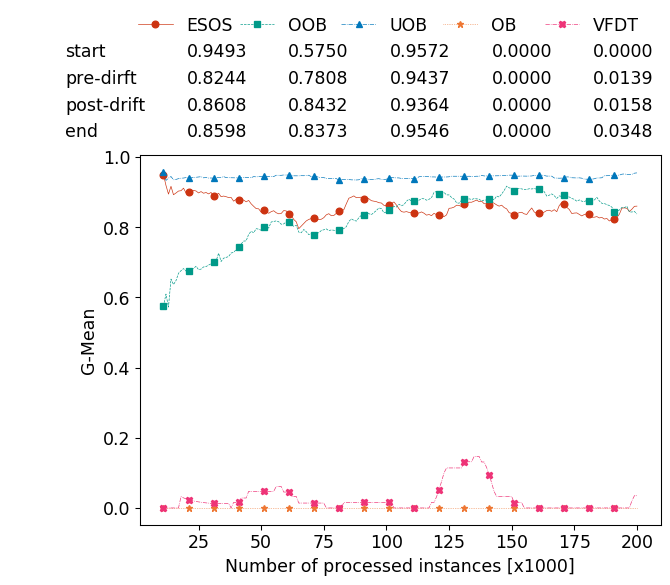 ESOS OOB UOB OB VFDT
start 0.9493 0.5750 0.9572 0.0000 0.0000
pre-dirft 0.8244 0.7808 0.9437 0.0000 0.0139
post-drift 0.8608 0.8432 0.9364 0.0000 0.0158
end 0.8598 0.8373 0.9546 0.0000 0.0348
1.0
0.8
0.6
0.4
0.2
0.0
G-Mean
25 50 75 100 125 150 175 200
Number of processed instances [x1000]